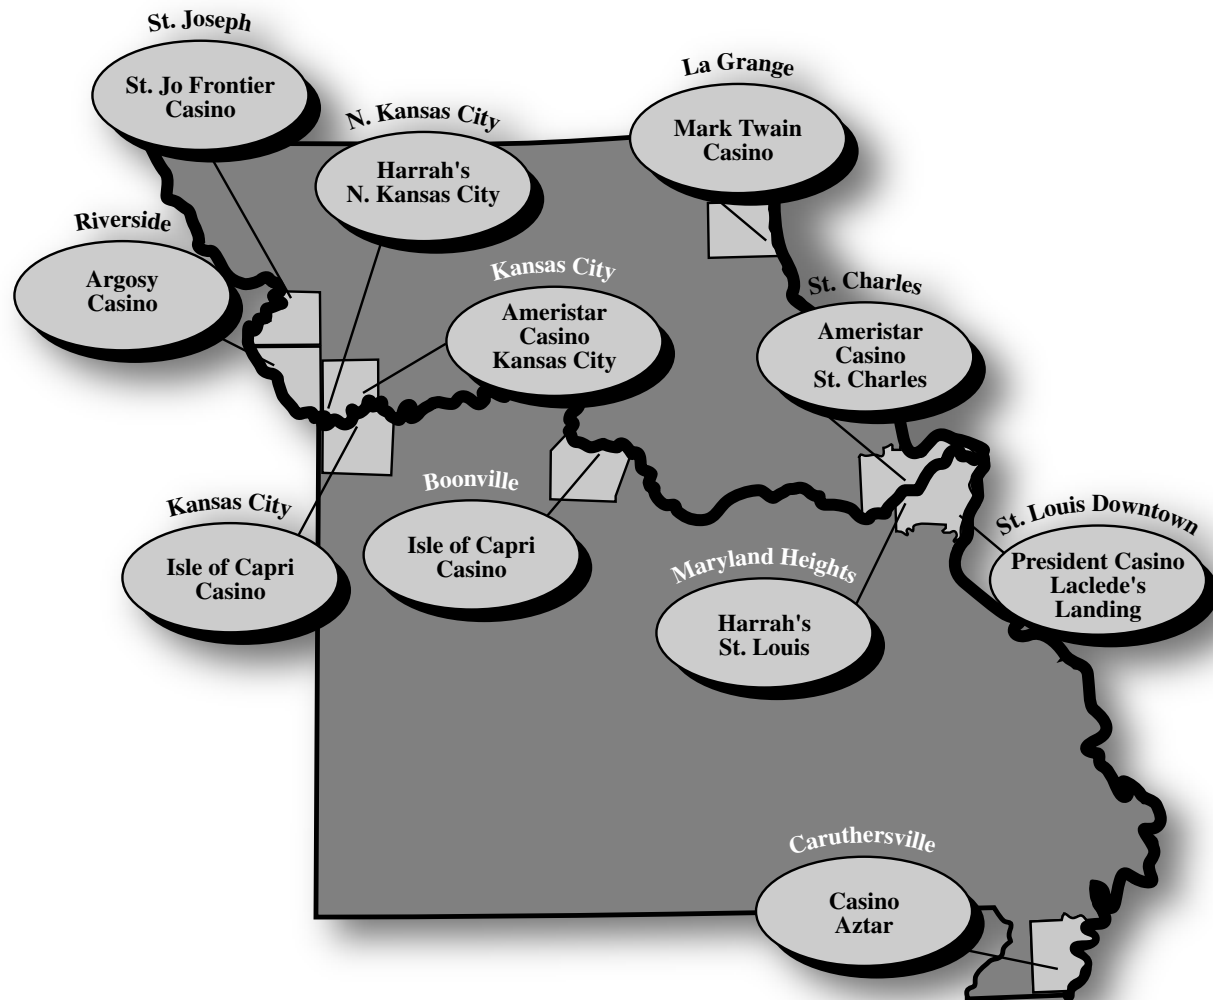 St. Joseph
St. Jo Frontier
Casino
La Grange
Mark Twain
Casino
N. Kansas City
Harrah's
N. Kansas City
Riverside
Argosy
Casino
Kansas City
Ameristar
Casino
Kansas City
St. Charles
Ameristar
Casino
St. Charles
Kansas City
Isle of Capri
Casino
Boonville
Isle of Capri
Casino
Maryland Heights
Harrah's
St. Louis
St. Louis Downtown
President Casino
Laclede's
Landing
Caruthersville
Casino
Aztar